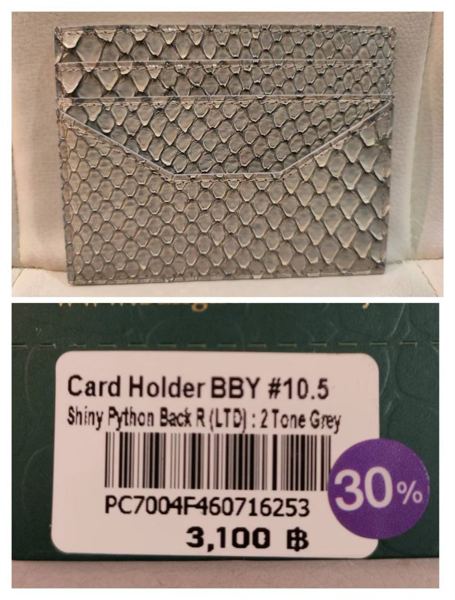 Card Holder BBY #10.5
Shiny Python Back R (LTD) : 2 Tone Grey
PC7004F460716253
30%
3,100 ฿